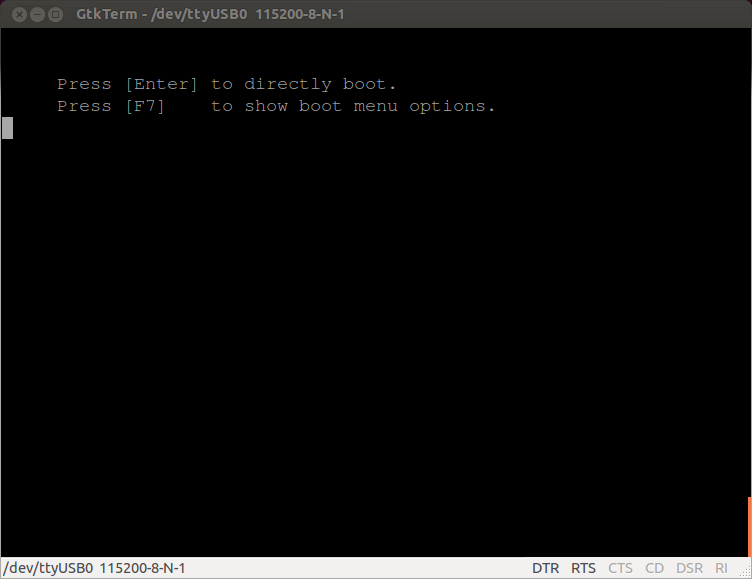 GtkTerm - /dev/ttyUSB0 115200-8-N-1
Press [Enter] to directly boot.
Press [F7] to show boot menu options.
/dev/ttyUSB0 115200-8-N-1 DTR RTS CTS CD DSR RI